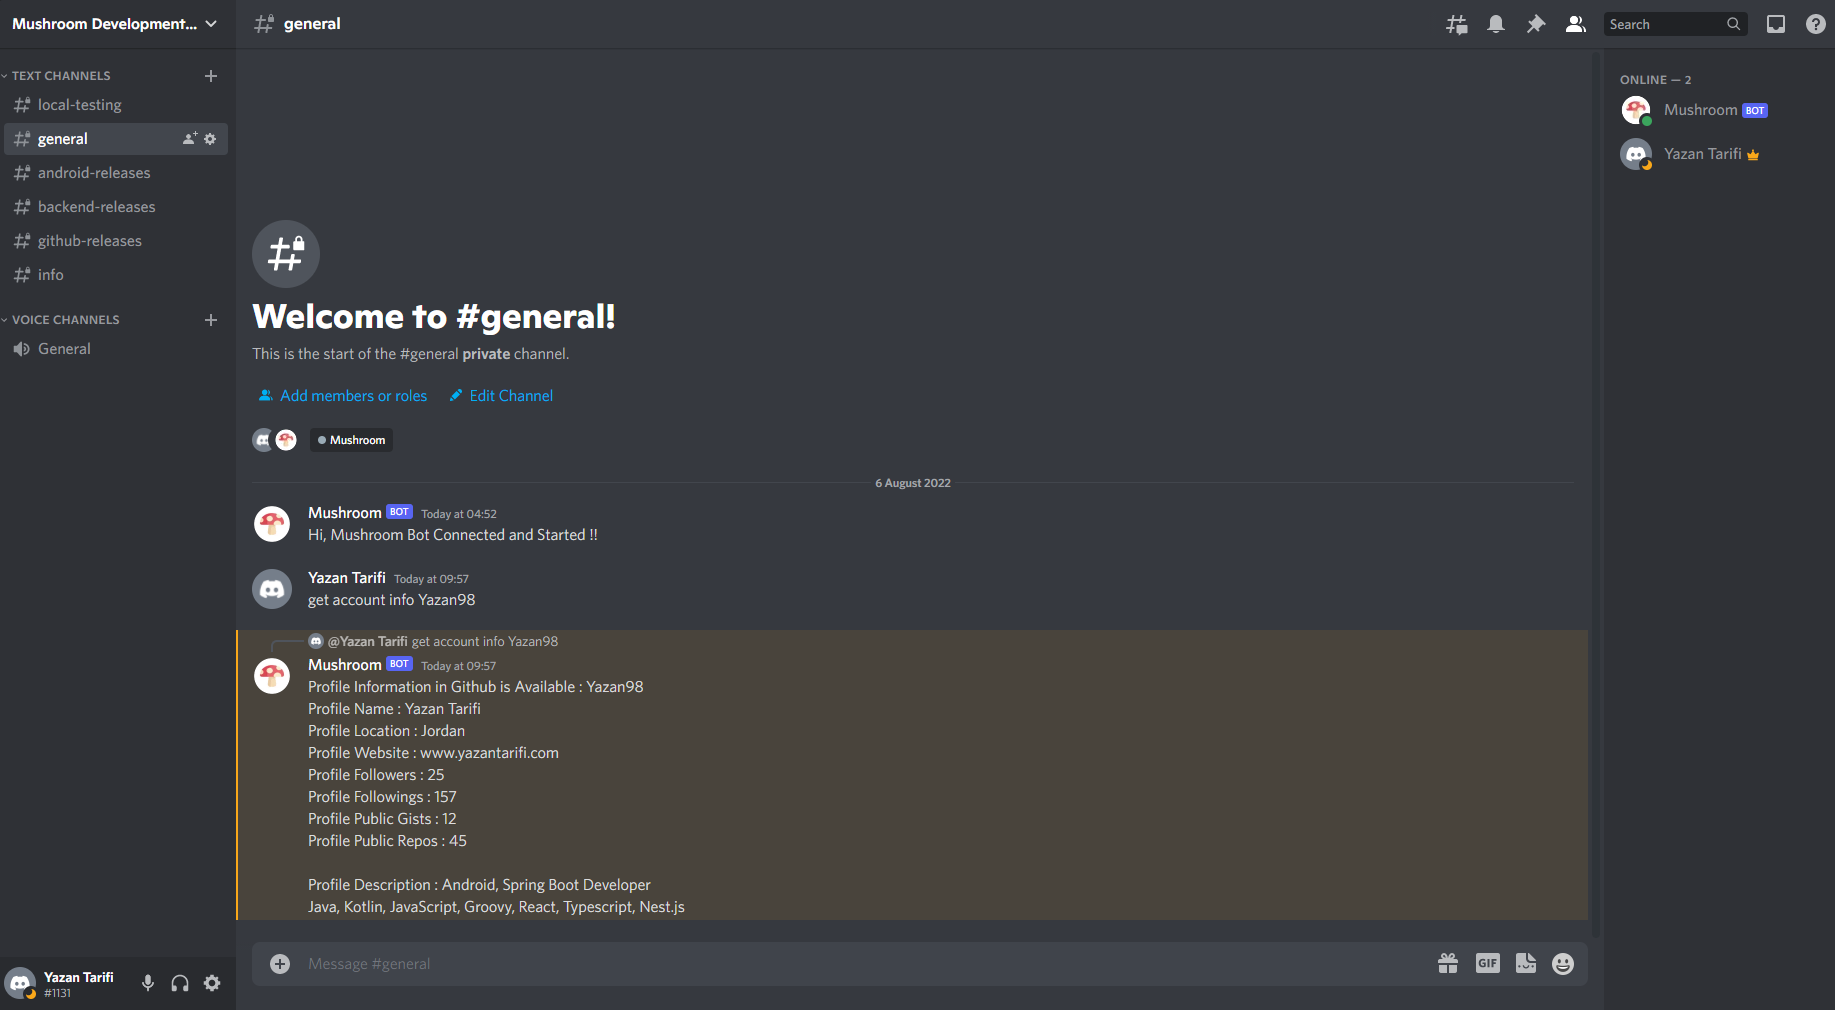 Mushroom Development...
TEXT CHANNELS
local-testing
general
android-releases
backend-releases
github-releases
info
VOICE CHANNELS
General
Yazan Tarifi
#1131
general
Search
Welcome to #general!
This is the start of the #general private channel.
Add members or roles Edit Channel
Mushroom
6 August 2022
Mushroom BOT Today at 04:52
Hi, Mushroom Bot Connected and Started !!
Yazan Tarifi Today at 09:57
get account info Yazan98
@Yazan Tarifi get account info Yazan98
Mushroom BOT Today at 09:57
Profile Information in Github is Available : Yazan98
Profile Name : Yazan Tarifi
Profile Location : Jordan
Profile Website : www.yazantarifi.com
Profile Followers : 25
Profile Followings : 157
Profile Public Gists : 12
Profile Public Repos : 45
Profile Description : Android, Spring Boot Developer
Java, Kotlin, JavaScript, Groovy, React, Typescript, Nest.js
Message #general
GIF
ONLINE — 2
Mushroom BOT
Yazan Tarifi